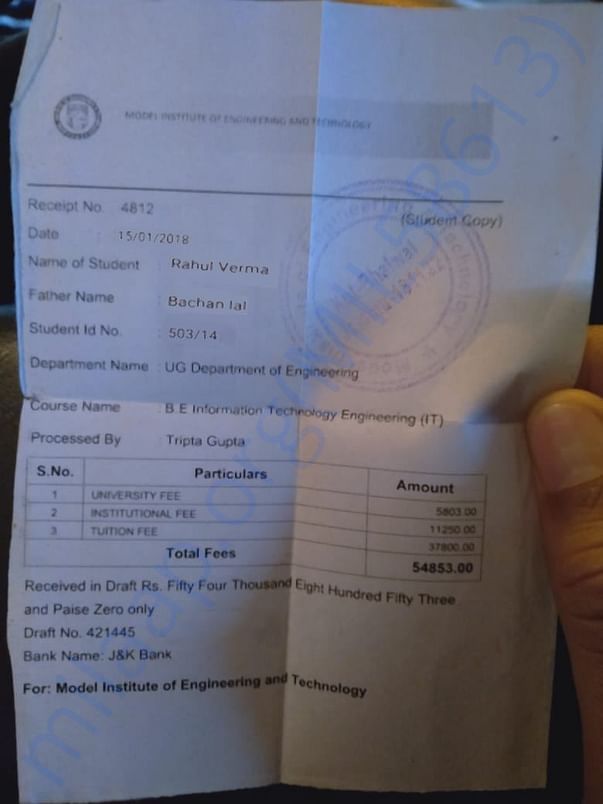 MODEL INSTITUTE OF ENGINEERING AND TECHNOLOGY
Receipt No. 4812
(Student Copy)
Date : 15/01/2018
Name of Student : Rahul Verma
Father Name : Bachan lal
Student Id No. : 503/14
Department Name : UG Department of Engineering
Course Name : B.E Information Technology Engineering (IT)
Processed By : Tripta Gupta
S.No. Particulars Amount
1 UNIVERSITY FEE 5803.00
2 INSTITUTIONAL FEE 11250.00
3 TUITION FEE 37800.00
Total Fees 54853.00
Received in Draft Rs. Fifty Four Thousand Eight Hundred Fifty Three
and Paise Zero only
Draft No. 421445
Bank Name: J&K Bank
For: Model Institute of Engineering and Technology